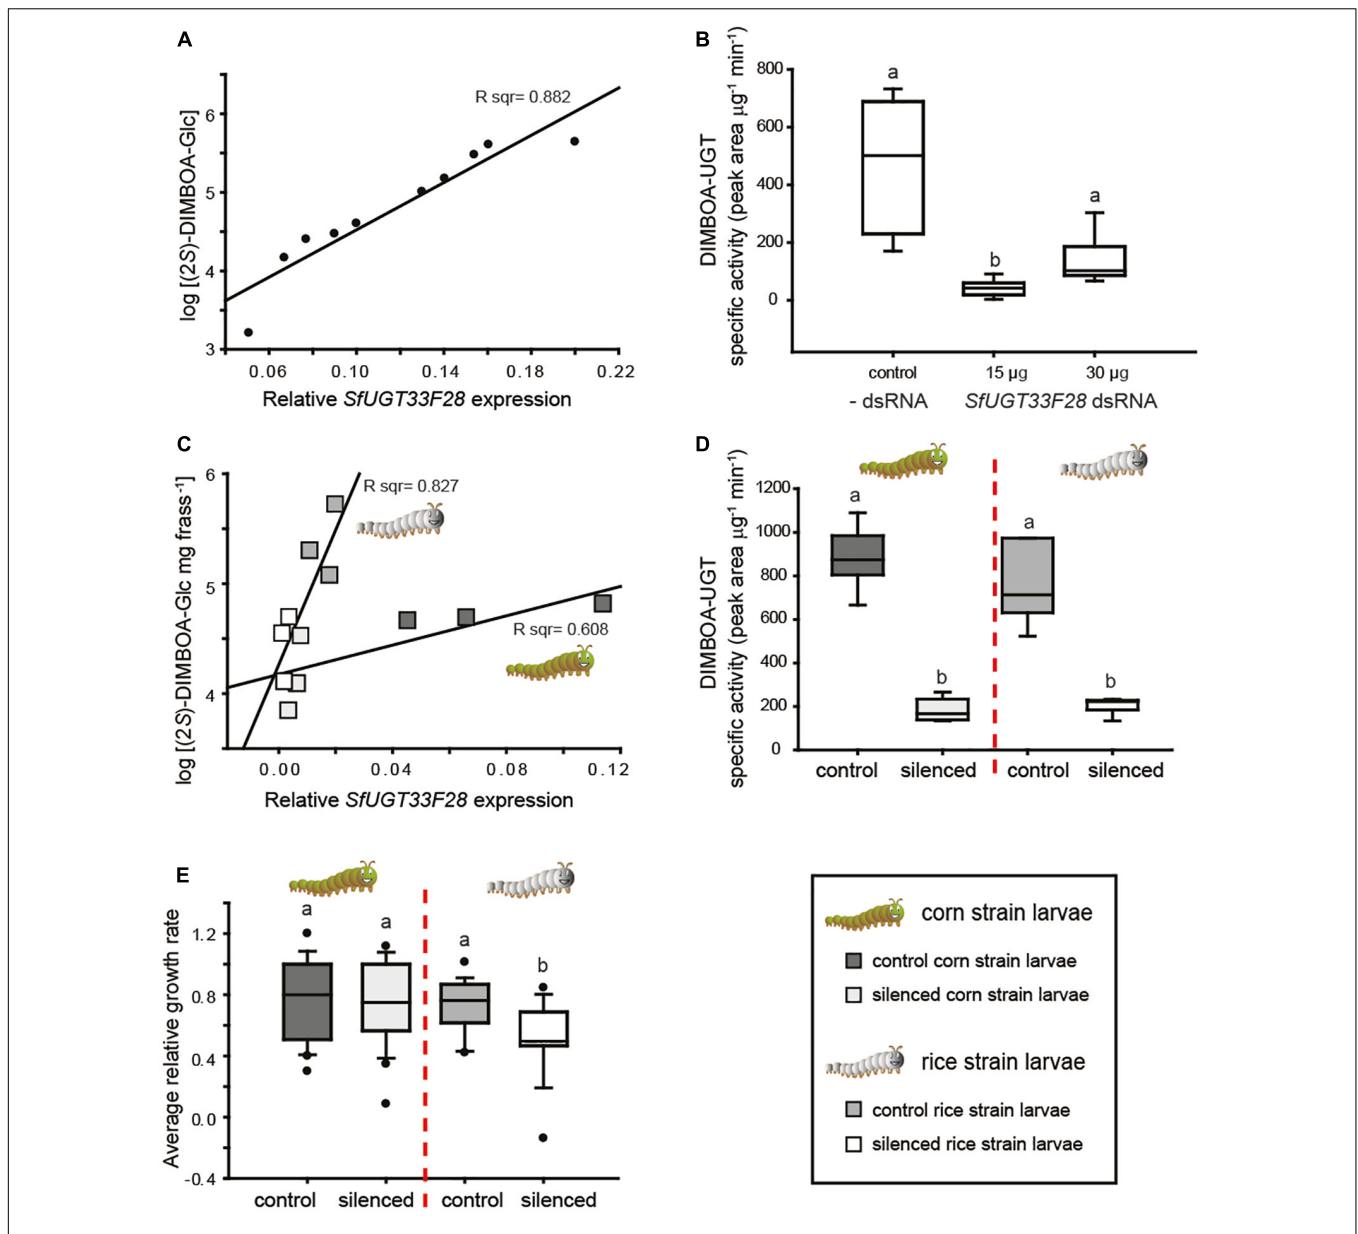 A
R sqr= 0.882
log [(2S)-DIMBOA-Glc]
6
5
4
3
0.06 0.10 0.14 0.18 0.22
Relative SfUGT33F28 expression
B
DIMBOA-UGT
specific activity (peak area µg⁻¹ min⁻¹)
800
600
400
200
0
a
b
a
control 15 µg 30 µg
- dsRNA SfUGT33F28 dsRNA
C
log [(2S)-DIMBOA-Glc mg frass⁻¹]
6
5
4
R sqr= 0.827
R sqr= 0.608
0.00 0.04 0.08 0.12
Relative SfUGT33F28 expression
D
DIMBOA-UGT
specific activity (peak area µg⁻¹ min⁻¹)
1200
1000
800
600
400
200
0
a
b
a
b
control silenced control silenced
E
Average relative growth rate
1.2
0.8
0.4
0.0
-0.4
a
a
a
b
control silenced control silenced
corn strain larvae
control corn strain larvae
silenced corn strain larvae
rice strain larvae
control rice strain larvae
silenced rice strain larvae